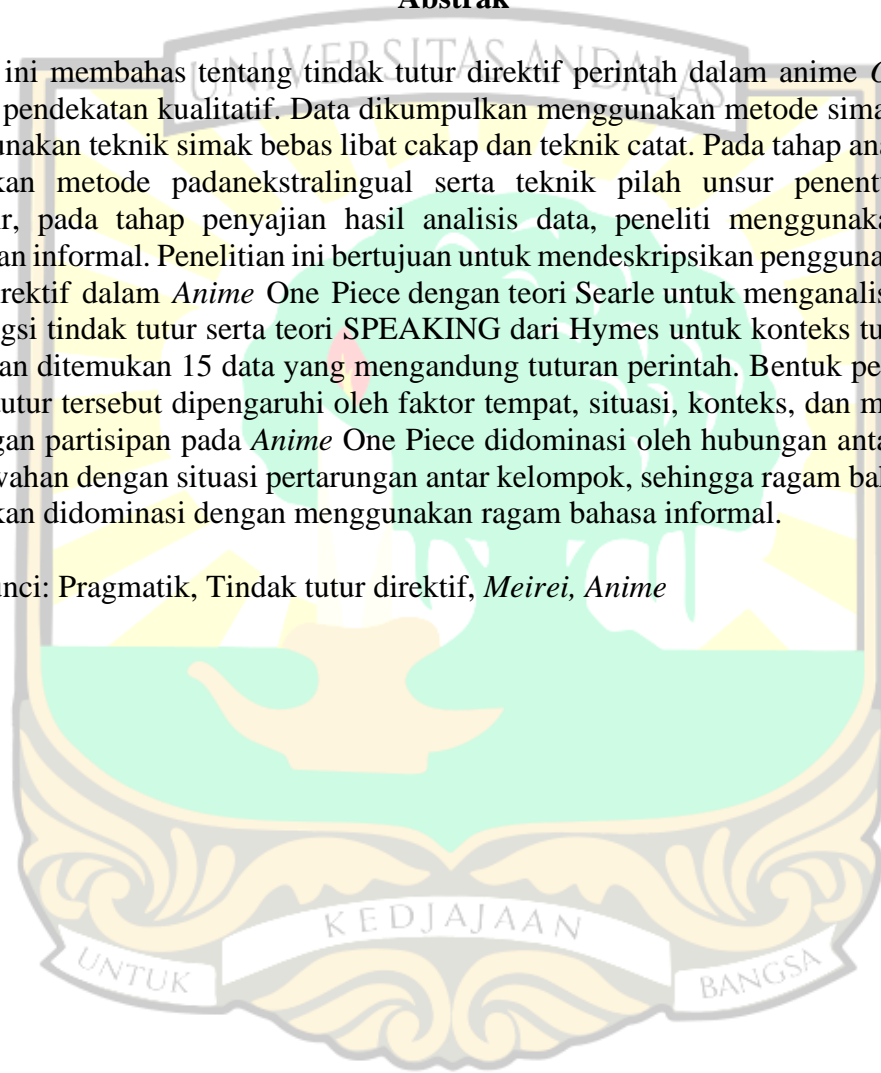 Abstrak
UNIVERSITAS ANDALAS
ini membahas tentang tindak tutur direktif perintah dalam anime
pendekatan kualitatif. Data dikumpulkan menggunakan metode sima
unakan teknik simak bebas libat cakap dan teknik catat. Pada tahap ana
kan metode padanekstralingual serta teknik pilah unsur penent
r, pada tahap penyajian hasil analisis data, peneliti menggunaka
an informal. Penelitian ini bertujuan untuk mendeskripsikan pengguna
rektif dalam Anime One Piece dengan teori Searle untuk menganalis
gsi tindak tutur serta teori SPEAKING dari Hymes untuk konteks tu
an ditemukan 15 data yang mengandung tuturan perintah. Bentuk pe
tutur tersebut dipengaruhi oleh faktor tempat, situasi, konteks, dan m
gan partisipan pada Anime One Piece didominasi oleh hubungan anta
wahan dengan situasi pertarungan antar kelompok, sehingga ragam bal
kan didominasi dengan menggunakan ragam bahasa informal.
unci: Pragmatik, Tindak tutur direktif, Meirei, Anime
KEDJAJAAN
UNTUK
BANGSA